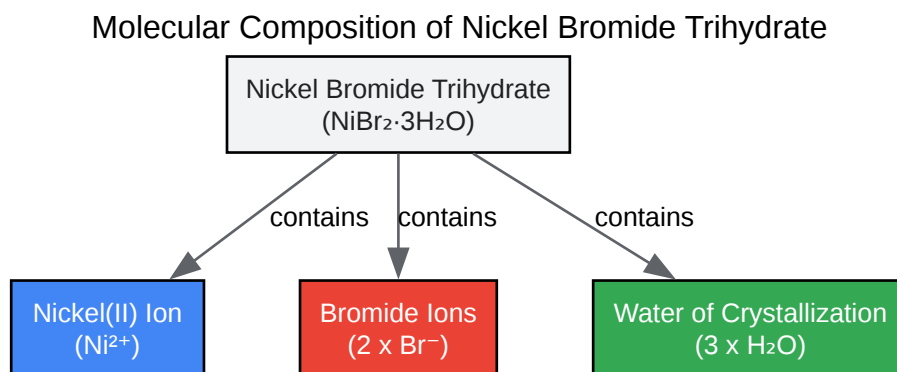 Molecular Composition of Nickel Bromide Trihydrate
Nickel Bromide Trihydrate
(NiBr₂·3H₂O)
contains
contains
contains
Nickel(II) Ion
(Ni²⁺)
Bromide Ions
(2 x Br⁻)
Water of Crystallization
(3 x H₂O)